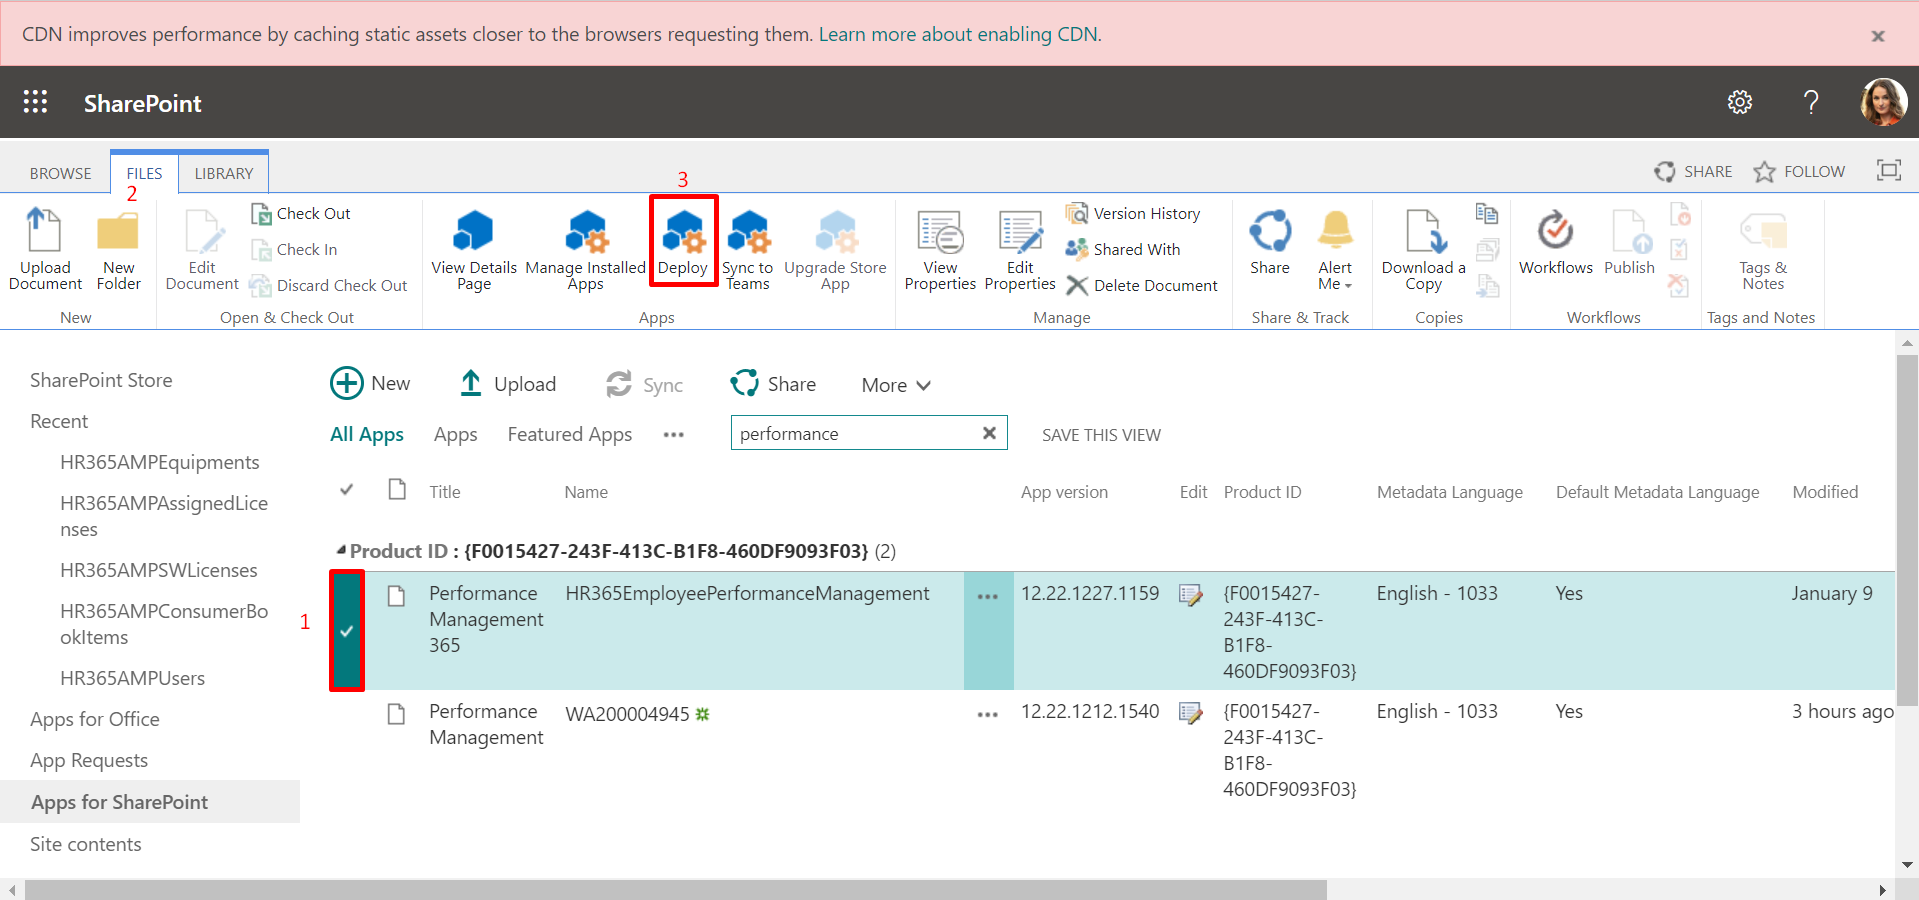 CDN improves performance by caching static assets closer to the browsers requesting them. Learn more about enabling CDN.
SharePoint
BROWSE FILES LIBRARY
SHARE FOLLOW
2
3
Upload Document
New Folder
New
Edit Document
Check Out
Check In
Discard Check Out
Open & Check Out
View Details Page
Manage Installed Apps
Deploy
Sync to Teams
Upgrade Store App
Apps
View Properties
Edit Properties
Version History
Shared With
Delete Document
Manage
Share
Alert Me
Share & Track
Download a Copy
Copies
Workflows
Publish
Workflows
Tags & Notes
Tags and Notes
SharePoint Store
Recent
HR365AMPEquipments
HR365AMPAssignedLice
nses
HR365AMPSWLicenses
HR365AMPConsumerBo
okItems
HR365AMPUsers
Apps for Office
App Requests
Apps for SharePoint
Site contents
New Upload Sync Share More
All Apps Apps Featured Apps ••• performance SAVE THIS VIEW
Title Name App version Edit Product ID Metadata Language Default Metadata Language Modified
Product ID : {F0015427-243F-413C-B1F8-460DF9093F03} (2)
1
Performance HR365EmployeePerformanceManagement ••• 12.22.1227.1159 {F0015427- English - 1033 Yes January 9
Management 243F-413C-
365 B1F8-
460DF9093F03}
Performance WA200004945 ••• 12.22.1212.1540 {F0015427- English - 1033 Yes 3 hours ago
Management 243F-413C-
B1F8-
460DF9093F03}